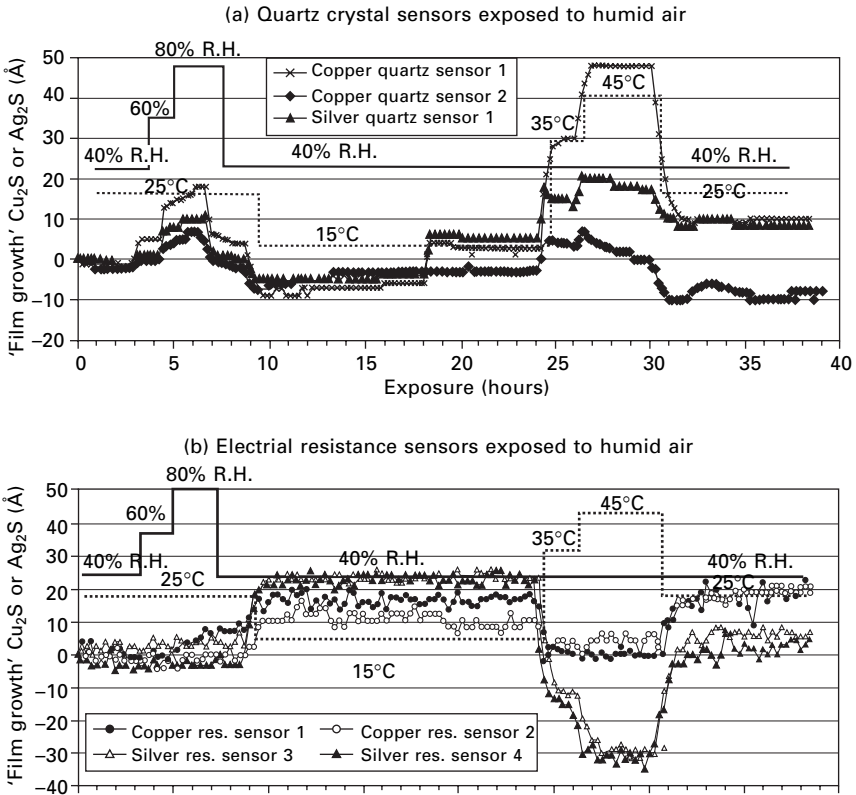 (a) Quartz crystal sensors exposed to humid air
'Film growth' Cu₂S or Ag₂S (Å)
50
40
30
20
10
0
−10
−20
80% R.H.
60%
40% R.H.
40% R.H.
40% R.H.
Copper quartz sensor 1
Copper quartz sensor 2
Silver quartz sensor 1
25°C
15°C
35°C
45°C
25°C
0 5 10 15 20 25 30 35 40
Exposure (hours)
(b) Electrial resistance sensors exposed to humid air
'Film growth' Cu₂S or Ag₂S (Å)
50
40
30
20
10
0
−10
−20
−30
−40
80% R.H.
60%
40% R.H.
40% R.H.
40% R.H.
25°C
15°C
35°C
45°C
25°C
Copper res. sensor 1 Copper res. sensor 2
Silver res. sensor 3 Silver res. sensor 4